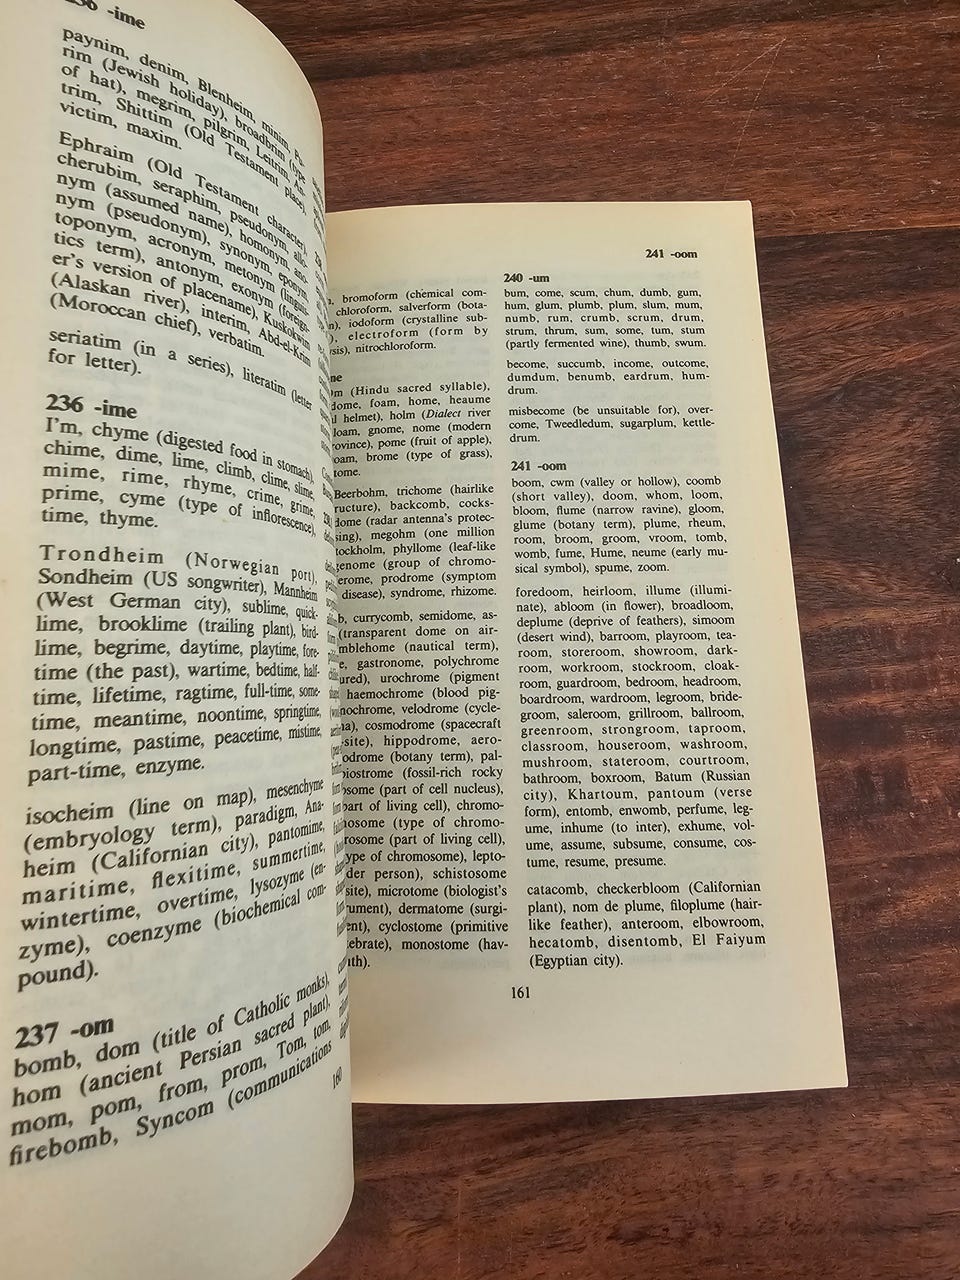 236 -ime
paynim, denim, Blenheim, minim, Pu-
rim (Jewish holiday), broadbrim (type
of hat), megrim, pilgrim, Leitrim, An-
trim, Shittim (Old Testament place),
victim, maxim.
Ephraim (Old Testament character),
cherubim, seraphim, pseudonym, allo-
nym (assumed name), homonym, ano-
nym (pseudonym), synonym, eponym,
toponym, acronym, metonym (linguis-
tics term), antonym, exonym (foreign-
er's version of placename), Kuskokwim
(Alaskan river), interim, Abd-el-Krim
(Moroccan chief), verbatim.
seriatim (in a series), literatim (letter
for letter).
236 -ime
I'm, chyme (digested food in stomach),
chime, dime, lime, climb, clime, slime,
mime, rime, rhyme, crime, grime,
prime, cyme (type of inflorescence),
time, thyme.
Trondheim (Norwegian port),
Sondheim (US songwriter), Mannheim
(West German city), sublime, quick-
lime, brooklime (trailing plant), bird-
lime, begrime, daytime, playtime, fore-
time (the past), wartime, bedtime, half-
time, lifetime, ragtime, full-time, some-
time, meantime, noontime, springtime,
longtime, pastime, peacetime, mistime,
part-time, enzyme.
isocheim (line on map), mesenchyme
(embryology term), paradigm, Ana-
heim (Californian city), pantomime,
maritime, flexitime, summertime,
wintertime, overtime, lysozyme (en-
zyme), coenzyme (biochemical com-
pound).
237 -om
bomb, dom (title of Catholic monks),
hom (ancient Persian sacred plant),
mom, pom, from, prom, Tom, tom,
firebomb, Syncom (communications
160
241 -oom
bromoform (chemical com-
chloroform, salverform (bota-
iodoform (crystalline sub-
electroform (form by
nitrochloroform.
(Hindu sacred syllable),
dome, foam, home, heaume
helmet), holm (Dialect river
loam, gnome, nome (modern
pome (fruit of apple),
brome (type of grass),
tome.
Beerbohm, trichome (hairlike
backcomb, cocks-
dome (radar antenna's protec-
megohm (one million
phyllome (leaf-like
genome (group of chromo-
prodrome (symptom
disease), syndrome, rhizome.
currycomb, semidome, as-
(transparent dome on air-
(nautical term),
gastronome, polychrome
urochrome (pigment
haemochrome (blood pig-
velodrome (cycle-
cosmodrome (spacecraft
hippodrome, aero-
(botany term), pal-
(fossil-rich rocky
(part of cell nucleus),
part of living cell), chromo-
(type of chromo-
(part of living cell),
type of chromosome), lepto-
person), schistosome
microtome (biologist's
dermatome (surgi-
cyclostome (primitive
monostome (hav-
240 -um
bum, come, scum, chum, dumb, gum,
hum, glum, plumb, plum, slum, mum,
numb, rum, crumb, scrum, drum,
strum, thrum, sum, some, tum, stum
(partly fermented wine), thumb, swum.
become, succumb, income, outcome,
dumdum, benumb, eardrum, hum-
drum.
misbecome (be unsuitable for), over-
come, Tweedledum, sugarplum, kettle-
drum.
241 -oom
boom, cwm (valley or hollow), coomb
(short valley), doom, whom, loom,
bloom, flume (narrow ravine), gloom,
glume (botany term), plume, rheum,
room, broom, groom, vroom, tomb,
womb, fume, Hume, neume (early mu-
sical symbol), spume, zoom.
foredoom, heirloom, illume (illumi-
nate), abloom (in flower), broadloom,
deplume (deprive of feathers), simoom
(desert wind), barroom, playroom, tea-
room, storeroom, showroom, dark-
room, workroom, stockroom, cloak-
room, guardroom, bedroom, headroom,
boardroom, wardroom, legroom, bride-
groom, saleroom, grillroom, ballroom,
greenroom, strongroom, taproom,
classroom, houseroom, washroom,
mushroom, stateroom, courtroom,
bathroom, boxroom, Batum (Russian
city), Khartoum, pantoum (verse
form), entomb, enwomb, perfume, leg-
ume, inhume (to inter), exhume, vol-
ume, assume, subsume, consume, cos-
tume, resume, presume.
catacomb, checkerbloom (Californian
plant), nom de plume, filoplume (hair-
like feather), anteroom, elbowroom,
hecatomb, disentomb, El Faiyum
(Egyptian city).
161